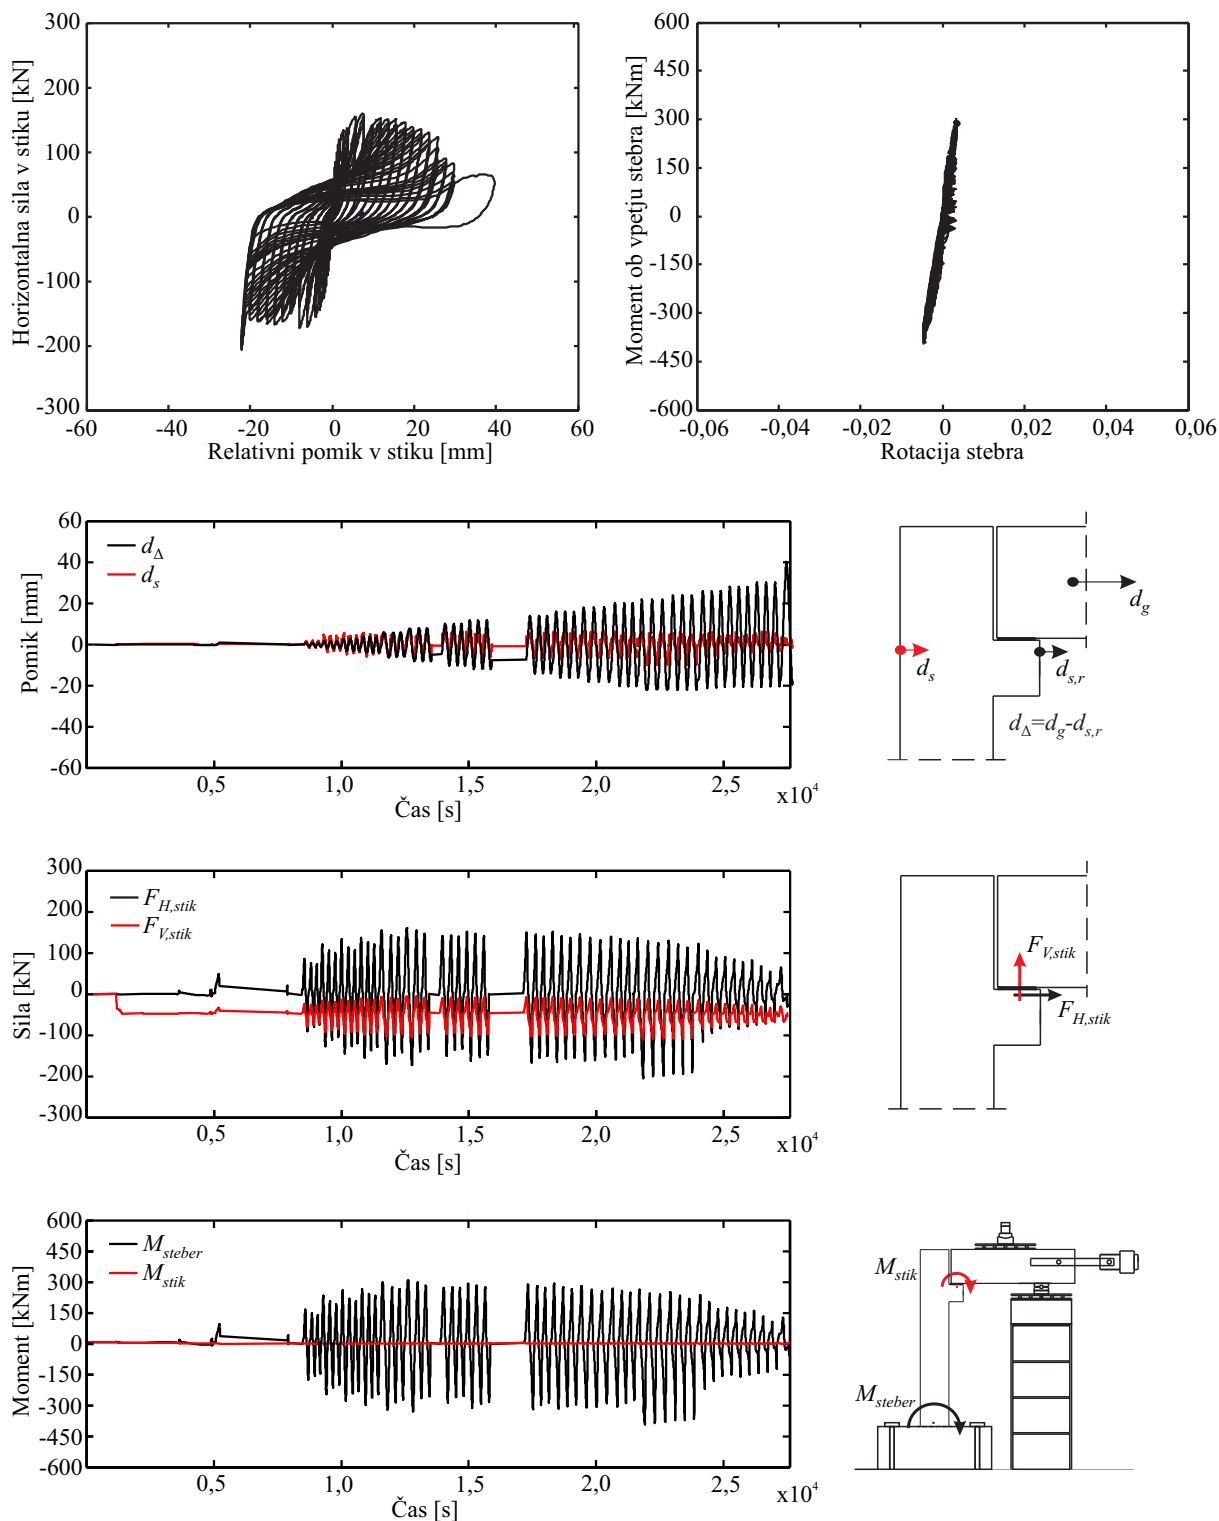 Horizontalna sila v stiku [kN]
300
200
100
0
-100
-200
-300
-60 -40 -20 0 20 40 60
Relativni pomik v stiku [mm]
Moment ob vpetju stebra [kNm]
600
450
300
150
0
-150
-300
-450
-600
-0,06 -0,04 -0,02 0 0,02 0,04 0,06
Rotacija stebra
Pomik [mm]
60
40
20
0
-20
-40
-60
dΔ
ds
0,5 1,0 1,5 2,0 2,5
x10⁴
Čas [s]
dg
ds
ds,r
dΔ=dg-ds,r
Sila [kN]
300
200
100
0
-100
-200
-300
FH,stik
FV,stik
0,5 1,0 1,5 2,0 2,5
x10⁴
Čas [s]
FV,stik
FH,stik
Moment [kNm]
600
450
300
150
0
-150
-300
-450
-600
Msteber
Mstik
0,5 1,0 1,5 2,0 2,5
x10⁴
Čas [s]
Mstik
Msteber